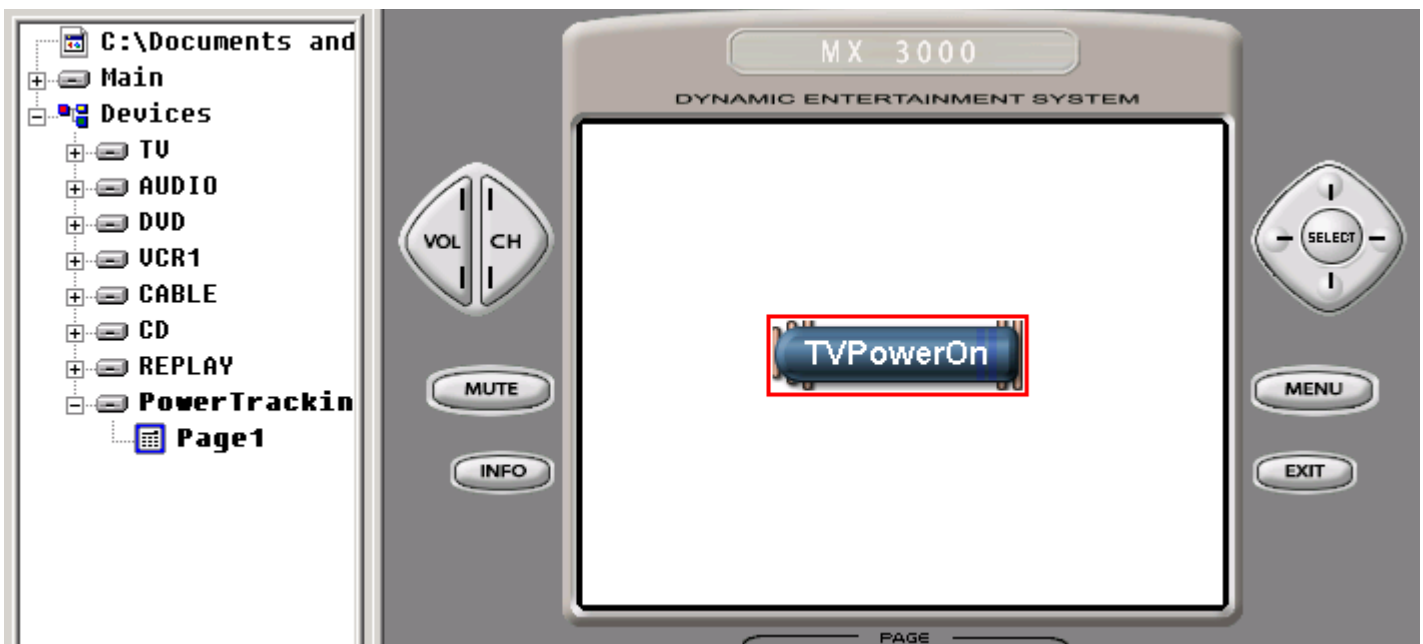 C:\Documents and
Main
Devices
TV
AUDIO
DVD
VCR1
CABLE
CD
REPLAY
PowerTrackin
Page1
MX 3000
DYNAMIC ENTERTAINMENT SYSTEM
VOL CH
MUTE
INFO
TVPowerOn
SELECT
MENU
EXIT
PAGE